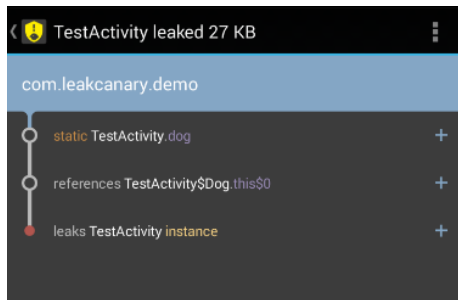 TestActivity leaked 27 KB
com.leakcanary.demo
static TestActivity.dog +
references TestActivity$Dog.this$0 +
leaks TestActivity instance +